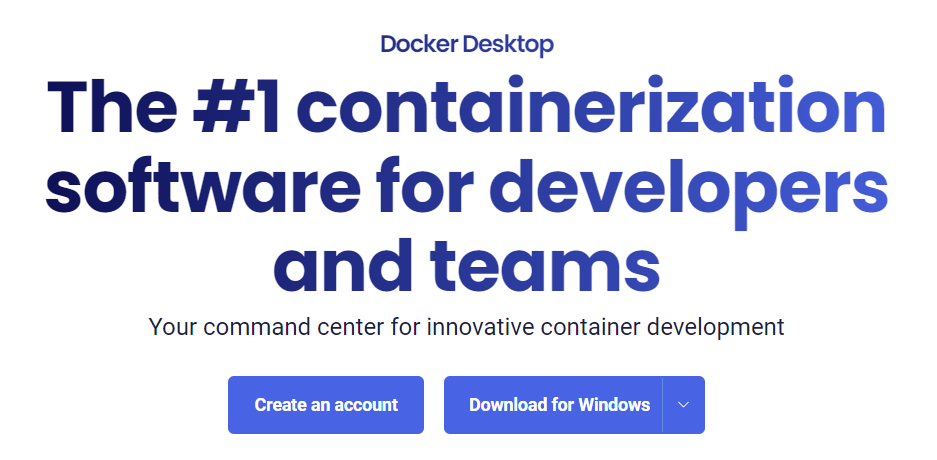 Docker Desktop
The #1 containerization
software for developers
and teams
Your command center for innovative container development
Create an account
Download for Windows